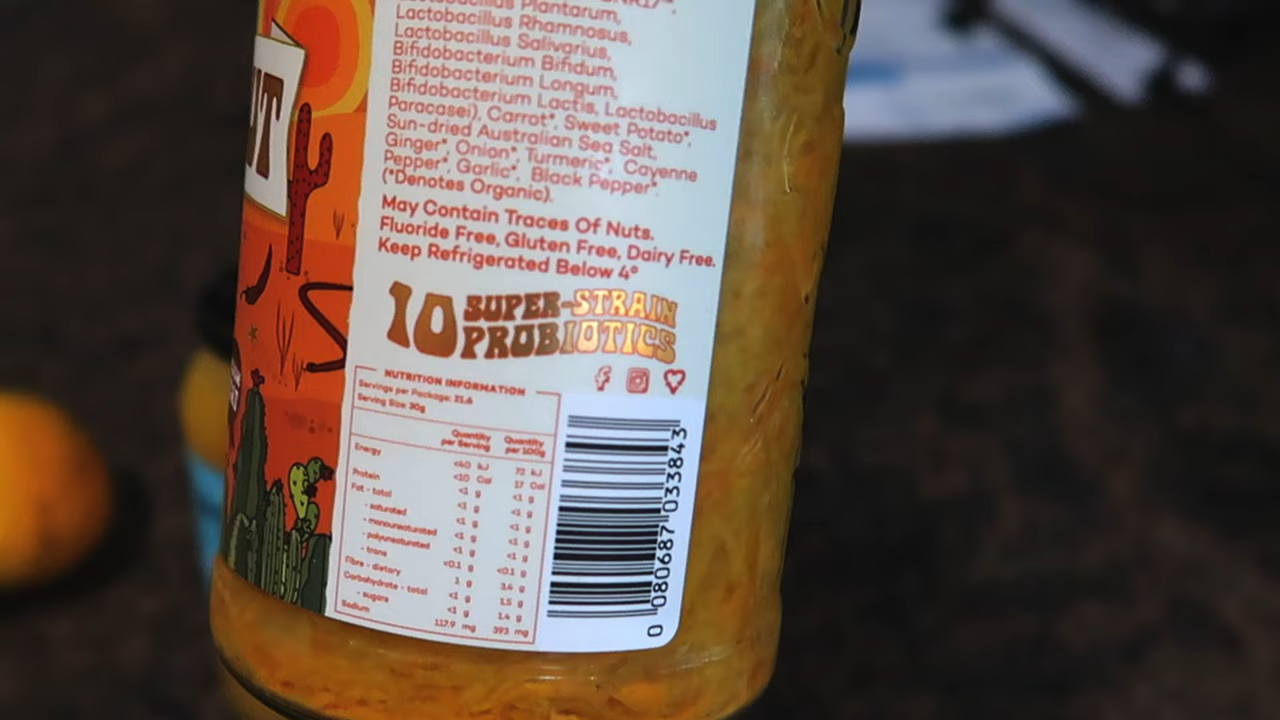 Plantarum,
Lactobacillus Rhamnosus,
Lactobacillus Salivarius,
Bifidobacterium Bifidum,
Bifidobacterium Longum,
Bifidobacterium Lactis, Lactobacillus
Paracasei), Carrot*, Sweet Potato*,
Sun-dried Australian Sea Salt,
Ginger*, Onion*, Turmeric*, Cayenne
Pepper*, Garlic*, Black Pepper*.
(*Denotes Organic).
May Contain Traces Of Nuts.
Fluoride Free, Gluten Free, Dairy Free.
Keep Refrigerated Below 4°
10 SUPER-STRAIN
PROBIOTICS
NUTRITION INFORMATION
Servings per Package: 21.6
Serving Size: 30g
Quantity per Serving Quantity per 100g
Energy <40 kJ 72 kJ
<10 Cal 17 Cal
Protein <1 g <1 g
Fat - total <1 g <1 g
- saturated <1 g <1 g
- monounsaturated <1 g <1 g
- polyunsaturated <1 g <1 g
- trans <0.1 g <0.1 g
Fibre - dietary 1 g 3.4 g
Carbohydrate - total <1 g 1.5 g
- sugars <1 g 1.4 g
Sodium 117.9 mg 393 mg
0 080687 033843